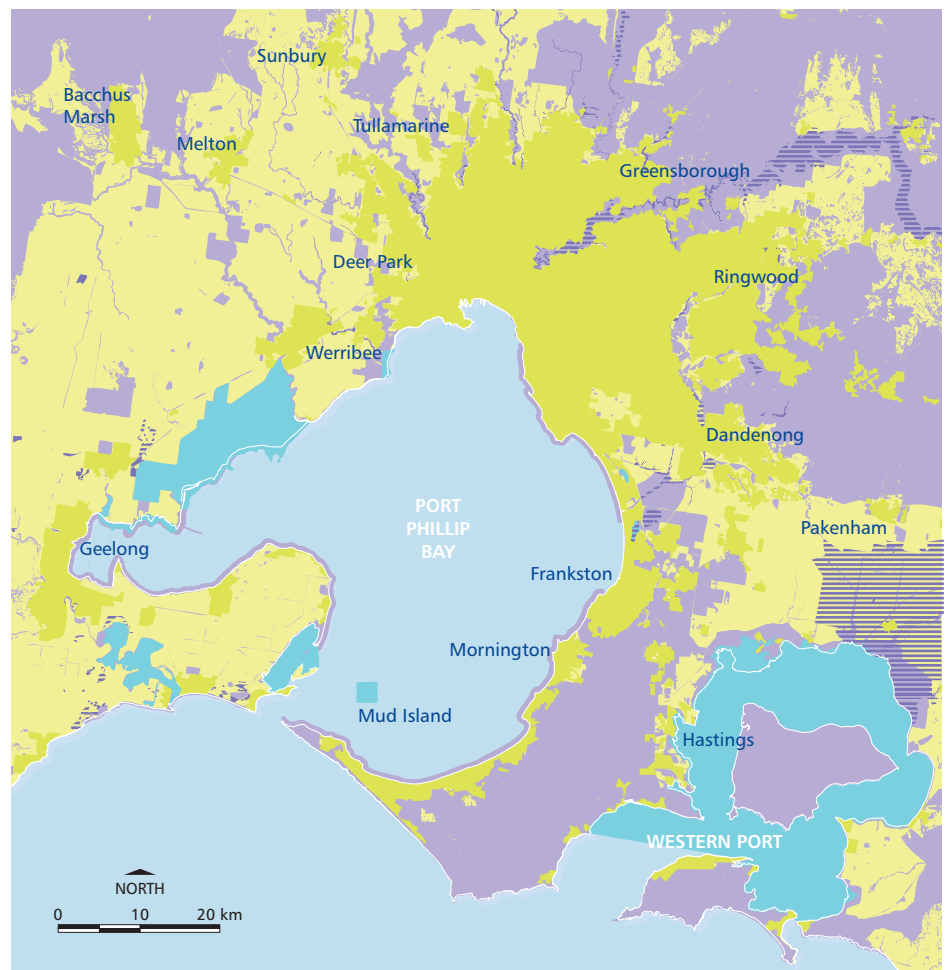 Sunbury
Bacchus
Marsh
Tullamarine
Melton
Greensborough
Deer Park
Ringwood
Werribee
Dandenong
PORT
PHILLIP
BAY
Pakenham
Geelong
Frankston
Mornington
Mud Island
Hastings
WESTERN PORT
NORTH
0 10 20 km